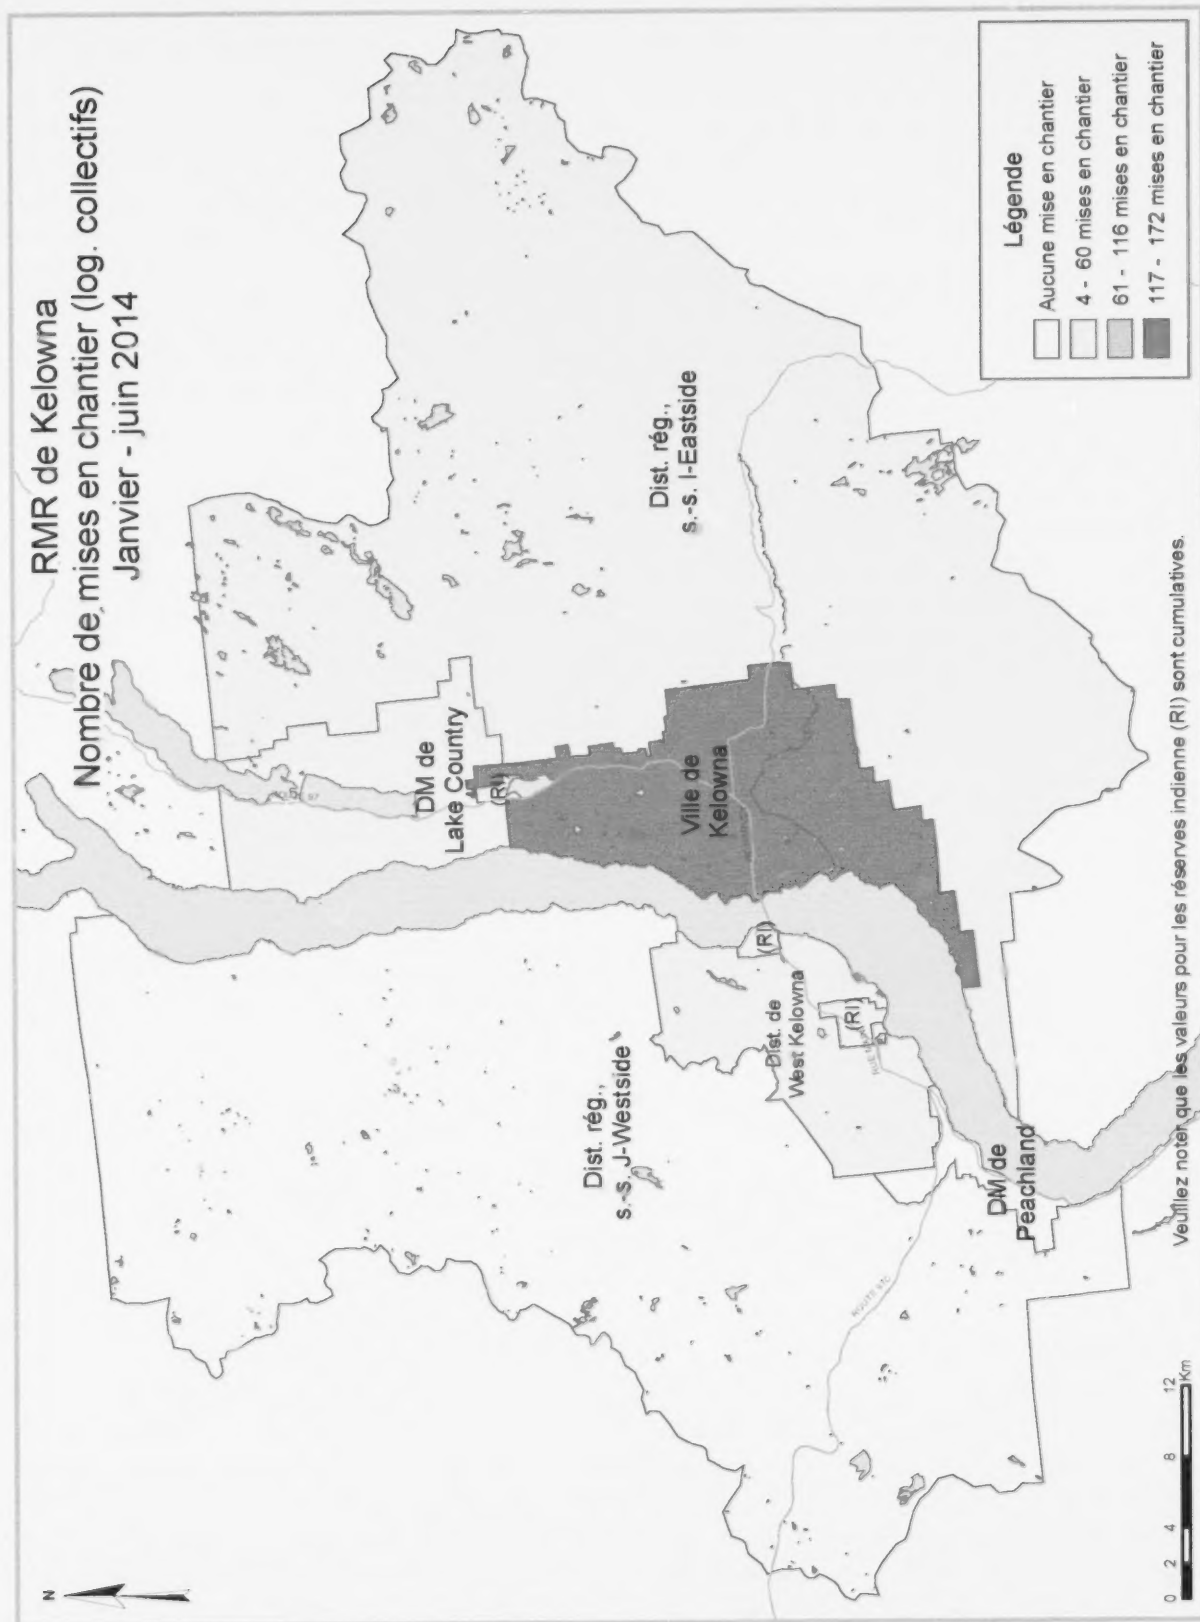 RMR de Kelowna
Nombre de mises en chantier (log. collectifs)
Janvier - juin 2014
N
DM de
Lake Country
(RI)
Dist. rég.,
s.-s. J-Westside
Dist. rég.,
s.-s. I-Eastside
Ville de
Kelowna
(RI)
Dist. de
West Kelowna
(RI)
DM de
Peachland
ROUTE 97C
Légende
Aucune mise en chantier
4 - 60 mises en chantier
61 - 116 mises en chantier
117 - 172 mises en chantier
0 2 4 8 12
Km
Veuillez noter que les valeurs pour les réserves indienne (RI) sont cumulatives.